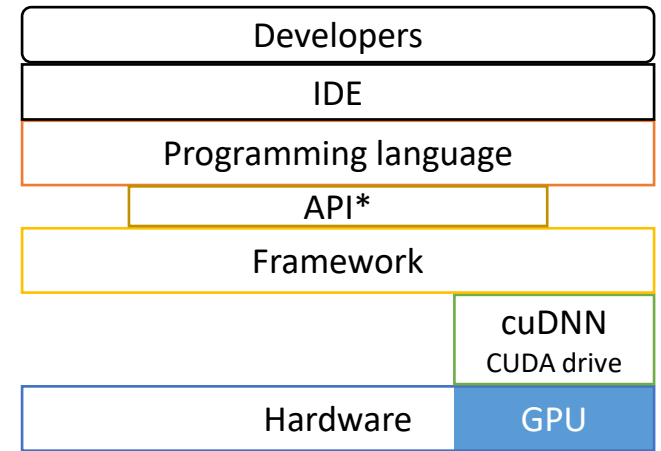 Developers
IDE
Programming language
API*
Framework
cuDNN
CUDA drive
Hardware
GPU